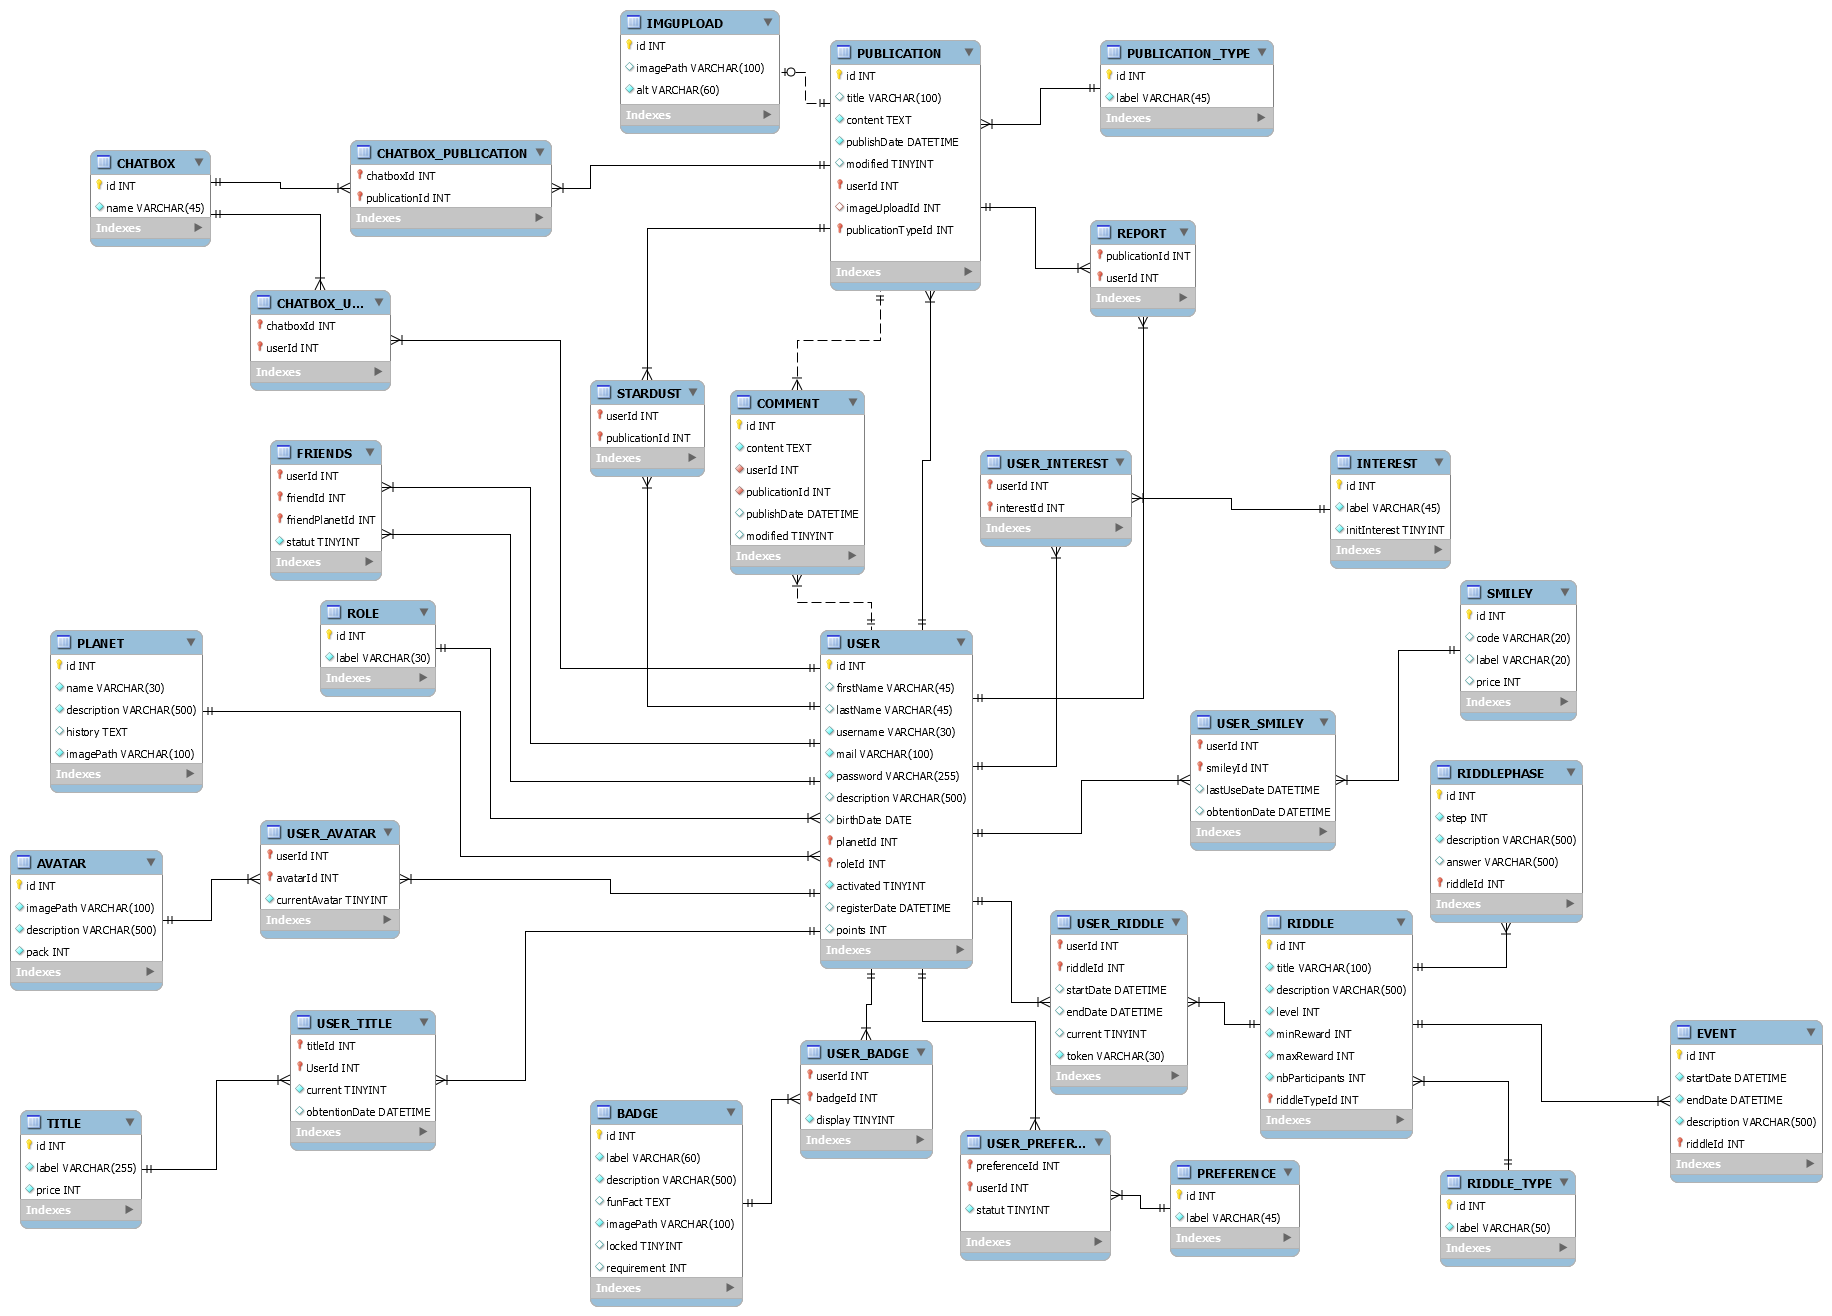 IMGUPLOAD
id INT
imagePath VARCHAR(100)
alt VARCHAR(60)
Indexes
PUBLICATION
id INT
title VARCHAR(100)
content TEXT
publishDate DATETIME
modified TINYINT
userId INT
imageUploadId INT
publicationTypeId INT
Indexes
PUBLICATION_TYPE
id INT
label VARCHAR(45)
Indexes
CHATBOX
id INT
name VARCHAR(45)
Indexes
CHATBOX_PUBLICATION
chatboxId INT
publicationId INT
Indexes
REPORT
publicationId INT
userId INT
Indexes
CHATBOX_U...
chatboxId INT
userId INT
Indexes
STARDUST
userId INT
publicationId INT
Indexes
COMMENT
id INT
content TEXT
userId INT
publicationId INT
publishDate DATETIME
modified TINYINT
Indexes
FRIENDS
userId INT
friendId INT
friendPlanetId INT
statut TINYINT
Indexes
USER_INTEREST
userId INT
interestId INT
Indexes
INTEREST
id INT
label VARCHAR(45)
initInterest TINYINT
Indexes
SMILEY
id INT
code VARCHAR(20)
label VARCHAR(20)
price INT
Indexes
ROLE
id INT
label VARCHAR(30)
Indexes
PLANET
id INT
name VARCHAR(30)
description VARCHAR(500)
history TEXT
imagePath VARCHAR(100)
Indexes
USER
id INT
firstName VARCHAR(45)
lastName VARCHAR(45)
username VARCHAR(30)
mail VARCHAR(100)
password VARCHAR(255)
description VARCHAR(500)
birthDate DATE
planetId INT
roleId INT
activated TINYINT
registerDate DATETIME
points INT
Indexes
USER_SMILEY
userId INT
smileyId INT
lastUseDate DATETIME
obtentionDate DATETIME
Indexes
RIDDLEPHASE
id INT
step INT
description VARCHAR(500)
answer VARCHAR(500)
riddleId INT
Indexes
USER_AVATAR
userId INT
avatarId INT
currentAvatar TINYINT
Indexes
AVATAR
id INT
imagePath VARCHAR(100)
description VARCHAR(500)
pack INT
Indexes
USER_RIDDLE
userId INT
riddleId INT
startDate DATETIME
endDate DATETIME
current TINYINT
token VARCHAR(30)
Indexes
RIDDLE
id INT
title VARCHAR(100)
description VARCHAR(500)
level INT
minReward INT
maxReward INT
nbParticipants INT
riddleTypeId INT
Indexes
EVENT
id INT
startDate DATETIME
endDate DATETIME
description VARCHAR(500)
riddleId INT
Indexes
USER_TITLE
titleId INT
UserId INT
current TINYINT
obtentionDate DATETIME
Indexes
TITLE
id INT
label VARCHAR(255)
price INT
Indexes
USER_BADGE
userId INT
badgeId INT
display TINYINT
Indexes
BADGE
id INT
label VARCHAR(60)
description VARCHAR(500)
funFact TEXT
imagePath VARCHAR(100)
locked TINYINT
requirement INT
Indexes
USER_PREFER...
preferenceId INT
userId INT
statut TINYINT
Indexes
PREFERENCE
id INT
label VARCHAR(45)
Indexes
RIDDLE_TYPE
id INT
label VARCHAR(50)
Indexes